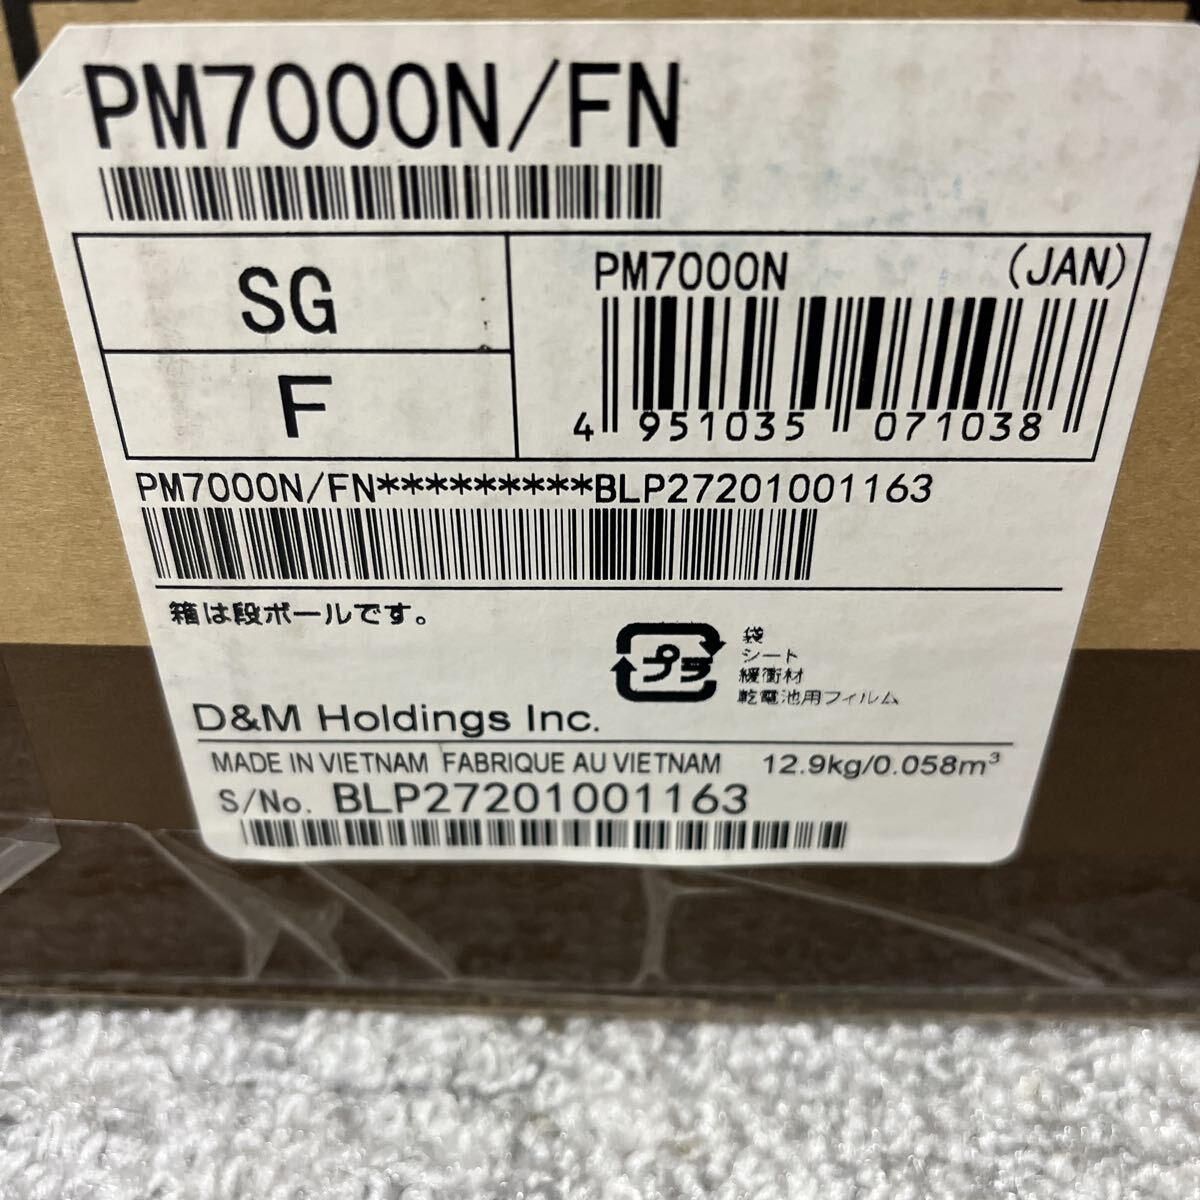 PM7000N/FN
SG
F
PM7000N (JAN)
4 951035 071038
PM7000N/FN*********BLP27201001163
箱は段ボールです。
プラ
袋
シート
緩衝材
乾電池用フィルム
D&M Holdings Inc.
MADE IN VIETNAM FABRIQUE AU VIETNAM 12.9kg/0.058m³
S/No. BLP27201001163